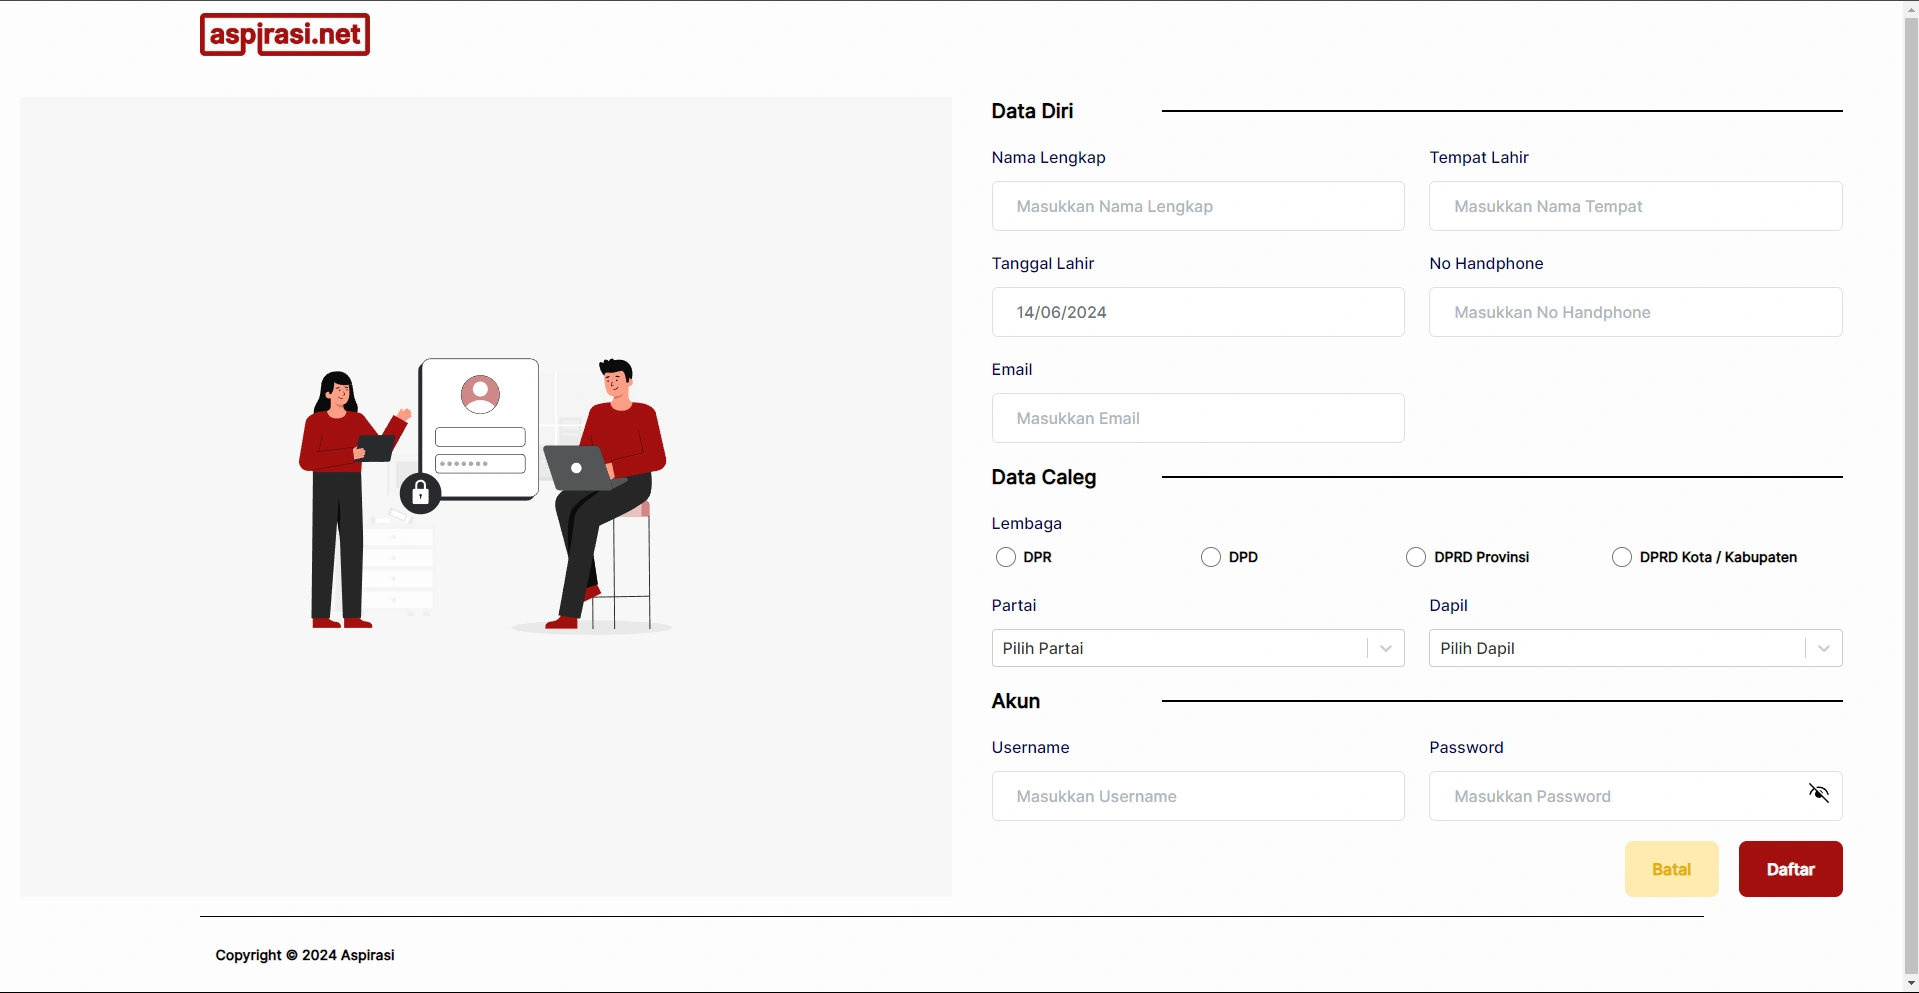 aspirasi.net
Data Diri
Nama Lengkap
Tempat Lahir
Masukkan Nama Lengkap
Masukkan Nama Tempat
Tanggal Lahir
No Handphone
14/06/2024
Masukkan No Handphone
Email
Masukkan Email
Data Caleg
Lembaga
DPR
DPD
DPRD Provinsi
DPRD Kota / Kabupaten
Partai
Dapil
Pilih Partai
Pilih Dapil
Akun
Username
Password
Masukkan Username
Masukkan Password
Batal
Daftar
Copyright © 2024 Aspirasi